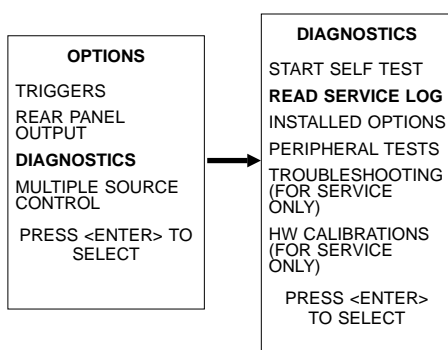 OPTIONS
TRIGGERS
REAR PANEL
OUTPUT
DIAGNOSTICS
MULTIPLE SOURCE
CONTROL
PRESS <ENTER> TO
SELECT
DIAGNOSTICS
START SELF TEST
READ SERVICE LOG
INSTALLED OPTIONS
PERIPHERAL TESTS
TROUBLESHOOTING
(FOR SERVICE
ONLY)
HW CALIBRATIONS
(FOR SERVICE
ONLY)
PRESS <ENTER>
TO SELECT